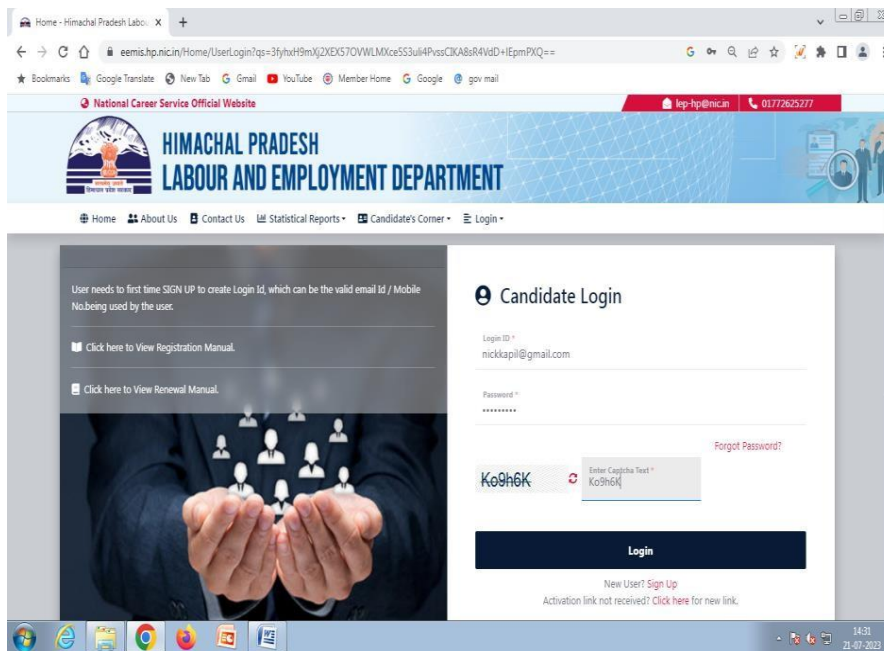 Home - Himachal Pradesh Labo
eemis.hp.nic.in/Home/UserLogin?qs=3fyhxH9mXj2XEX57OVWLMXce5S3uli4PvssClKA8sR4VdD+IEpmPXQ==
Bookmarks Google Translate New Tab Gmail YouTube Member Home Google gov mail
National Career Service Official Website lep-hp@nic.in 01772625277
HIMACHAL PRADESH
LABOUR AND EMPLOYMENT DEPARTMENT
Home About Us Contact Us Statistical Reports Candidate's Corner Login
User needs to first time SIGN UP to create Login Id, which can be the valid email Id / Mobile
No.being used by the user.
Click here to View Registration Manual.
Click here to View Renewal Manual.
Candidate Login
Login ID *
nickkapil@gmail.com
Password *
•••••••••
Forgot Password?
Ko9h6K
Enter Captcha Text *
Ko9h6K
Login
New User? Sign Up
Activation link not received? Click here for new link.
14:31
21-07-2023